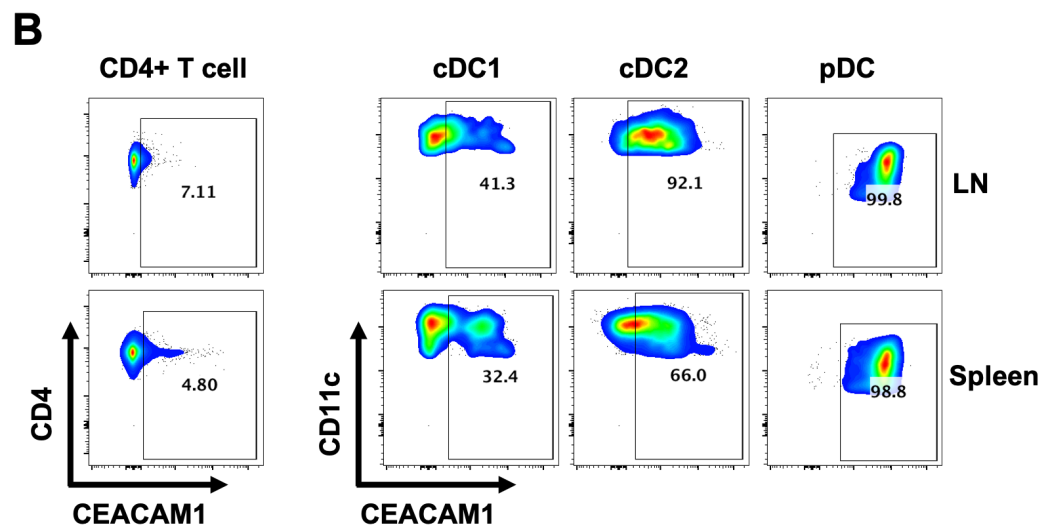 B
CD4+ T cell cDC1 cDC2 pDC
7.11 41.3 92.1 99.8 LN
4.80 32.4 66.0 98.8 Spleen
CD4 CD11c
CEACAM1 CEACAM1